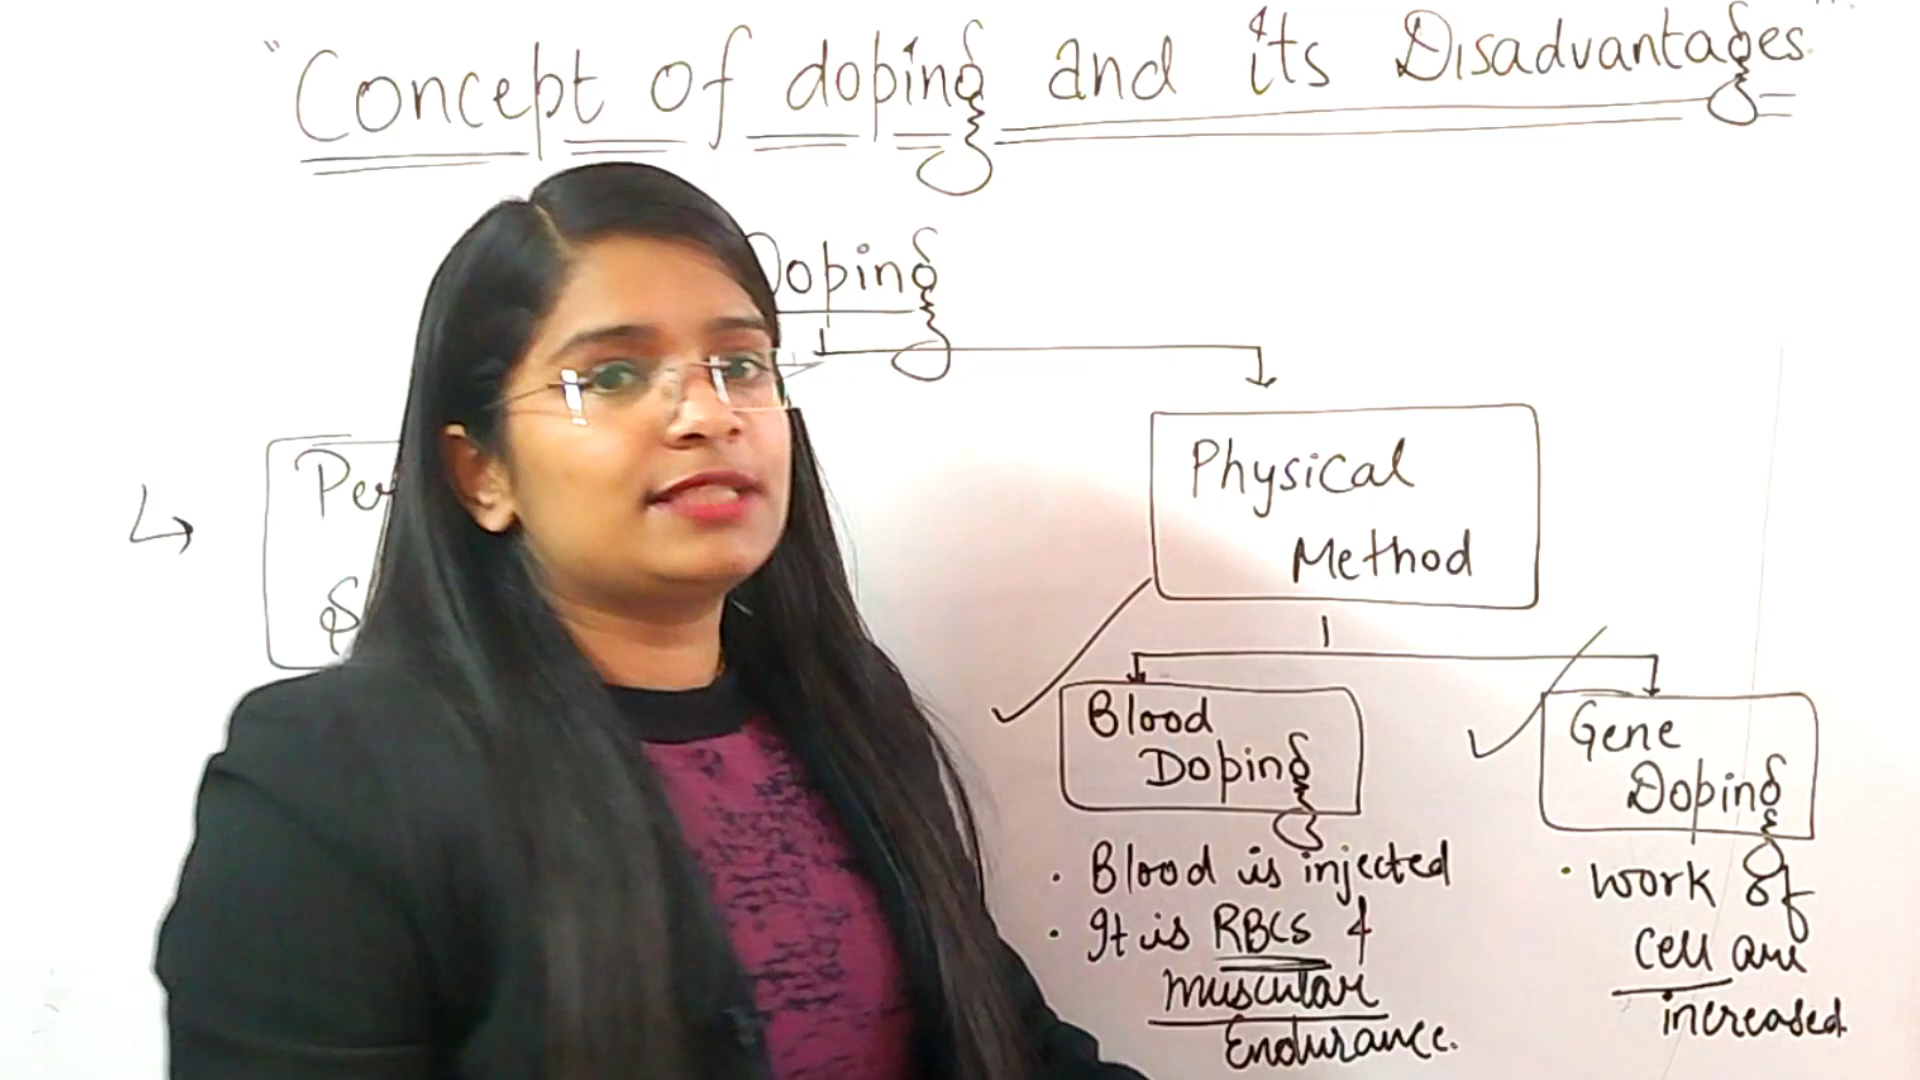 "Concept of doping and its Disadvantages"
Doping
Physical
Method
Blood
Doping
Gene
Doping
· Blood is injected
· It is RBCs &
muscular
Endurance.
· work of
cell are
increased